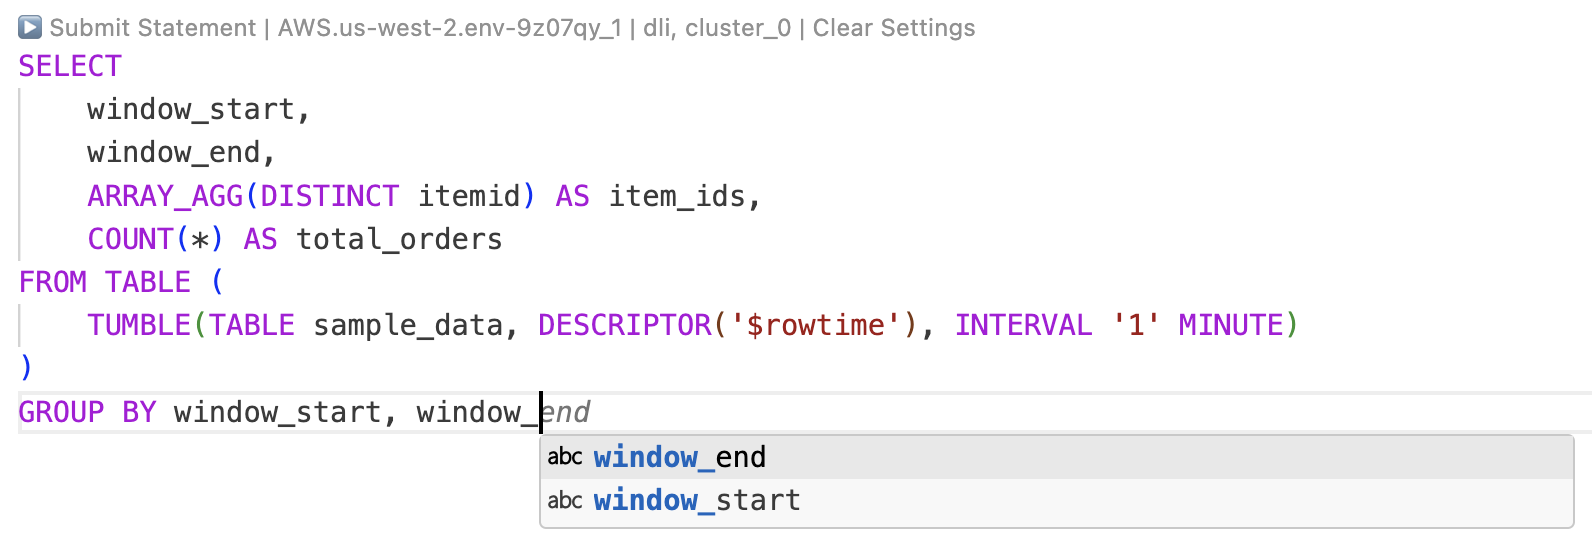 Submit Statement | AWS.us-west-2.env-9z07qy_1 | dli, cluster_0 | Clear Settings
SELECT
    window_start,
    window_end,
    ARRAY_AGG(DISTINCT itemid) AS item_ids,
    COUNT(*) AS total_orders
FROM TABLE (
    TUMBLE(TABLE sample_data, DESCRIPTOR('$rowtime'), INTERVAL '1' MINUTE)
)
GROUP BY window_start, window_end
abc window_end
abc window_start